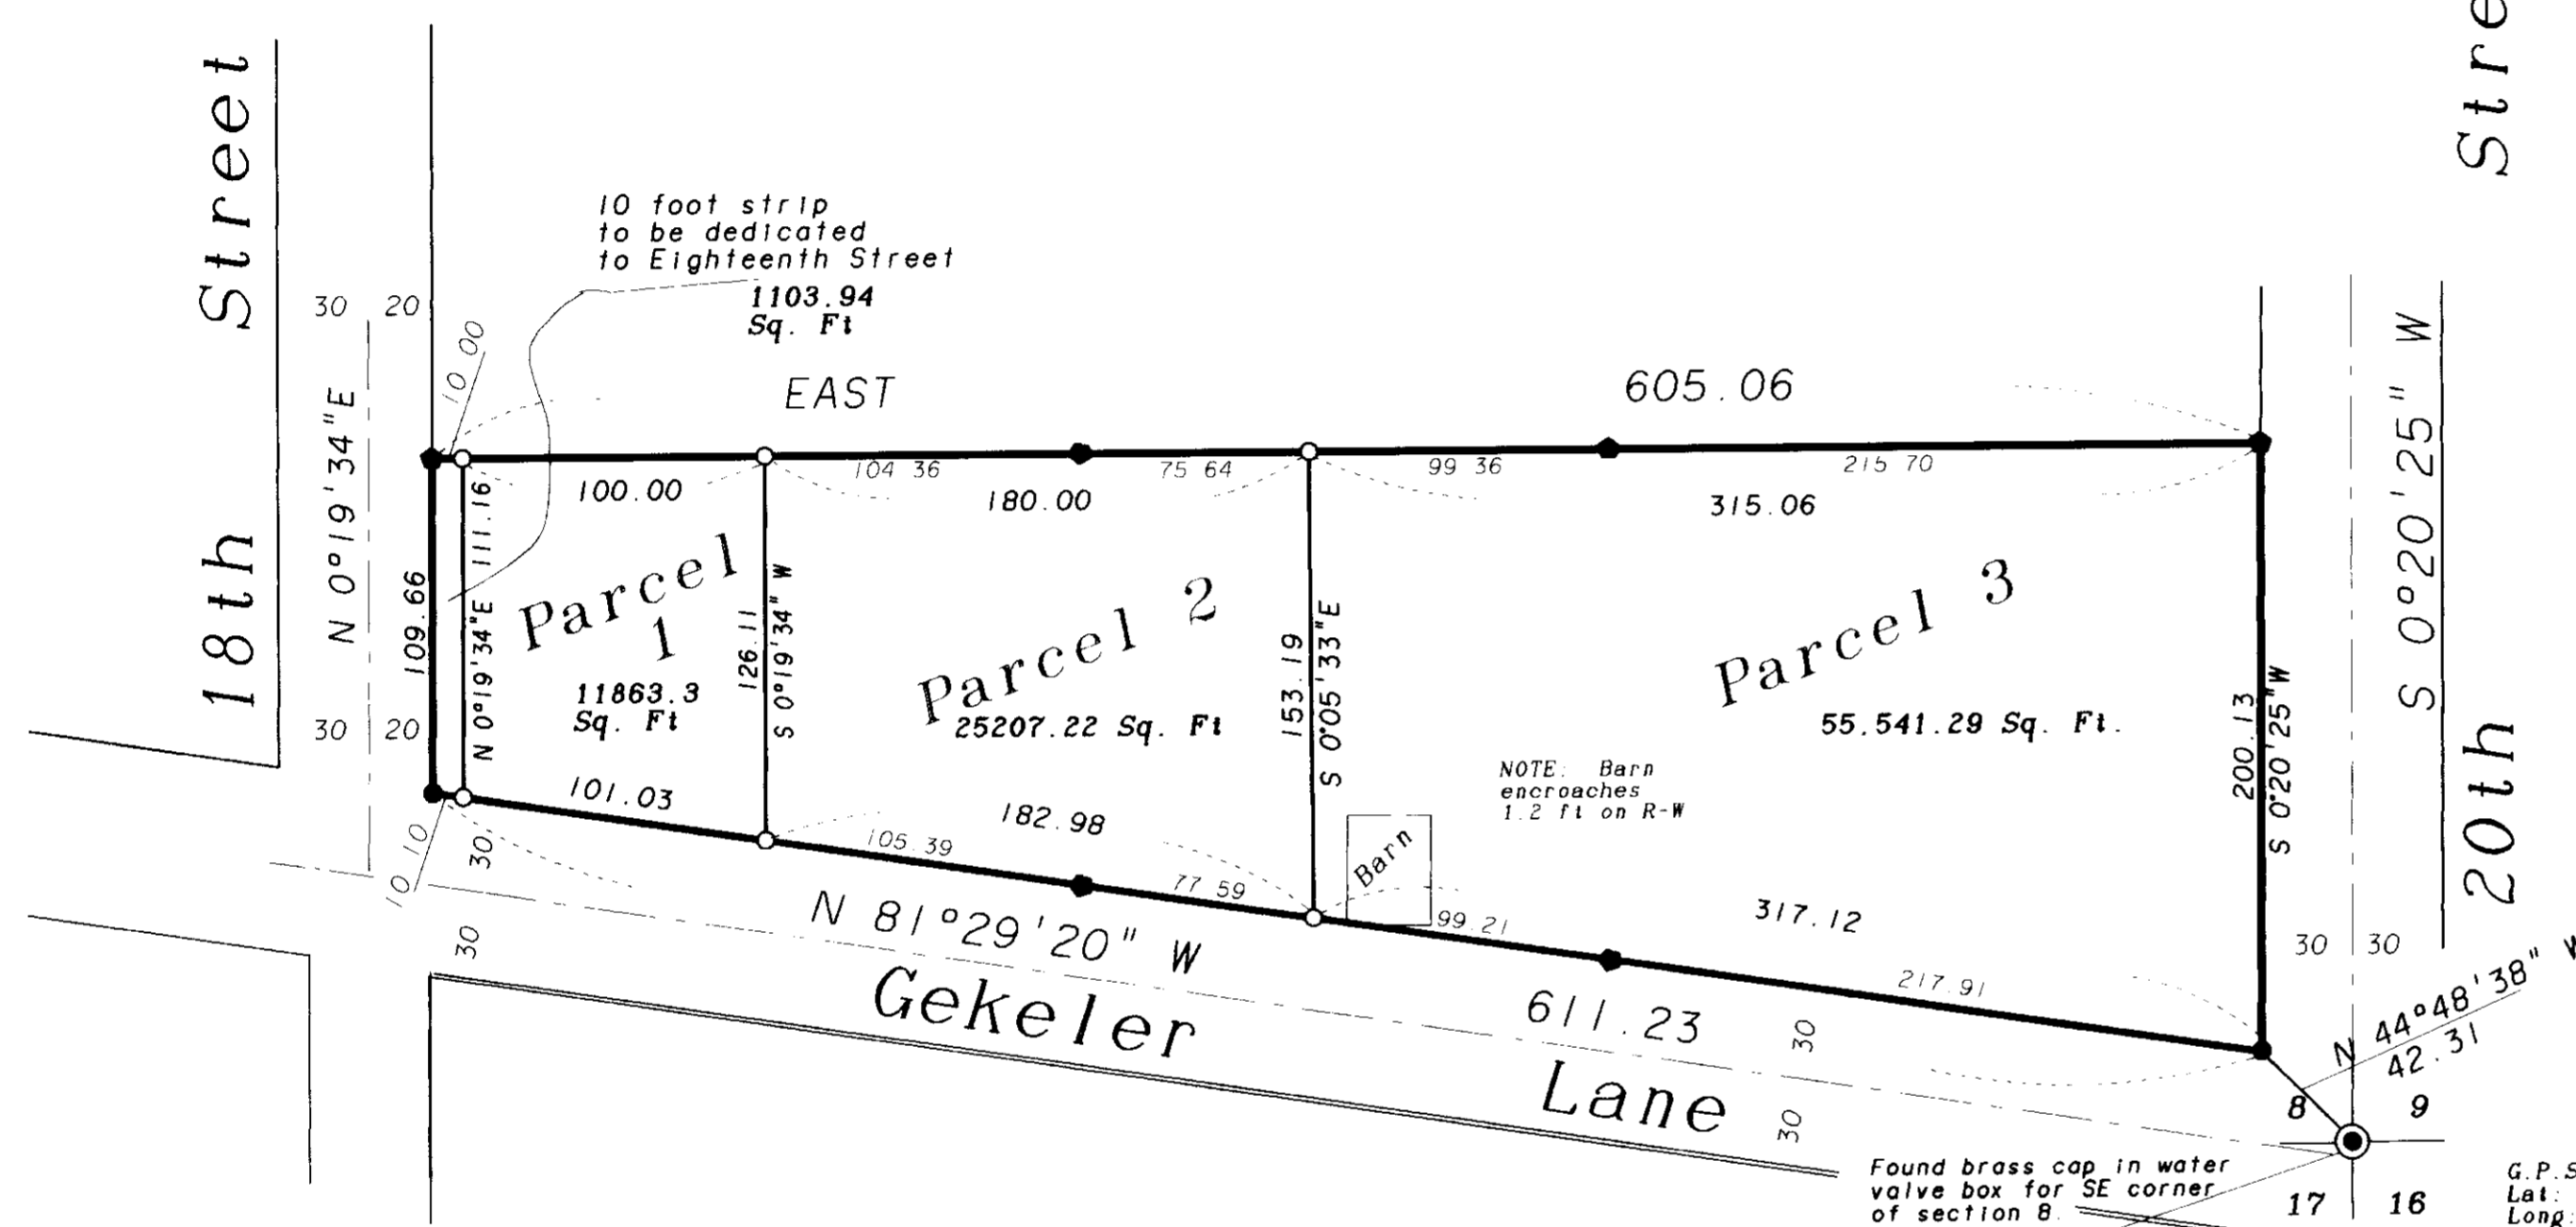 18th Street
Stre
10 foot strip
to be dedicated
to Eighteenth Street
1103.94
Sq. Ft
30 20
10 00
EAST
605.06
N 0°19'34"E
S 0°20'25" W
104 36
75 64
99 36
215 70
100.00
180.00
315.06
109.66
N 0°19'34"E 111.16
Parcel
1
11863.3
Sq. Ft
126.11
S 0°19'34" W
Parcel 2
25207.22 Sq. Ft
153.19
S 0°05'33"E
Parcel 3
55.541.29 Sq. Ft.
200.13
S 0°20'25"W
20th
30 20
NOTE: Barn
encroaches
1.2 ft on R-W
Barn
101.03
182.98
105.39
77 59
99.21
317.12
217.91
10 10
30
30
N 81°29'20" W
611.23
Gekeler Lane
30
30
30 30
N 44°48'38" W
42.31
8 9
17 16
Found brass cap in water
valve box for SE corner
of section 8.
G.P.S
Lat:
Long